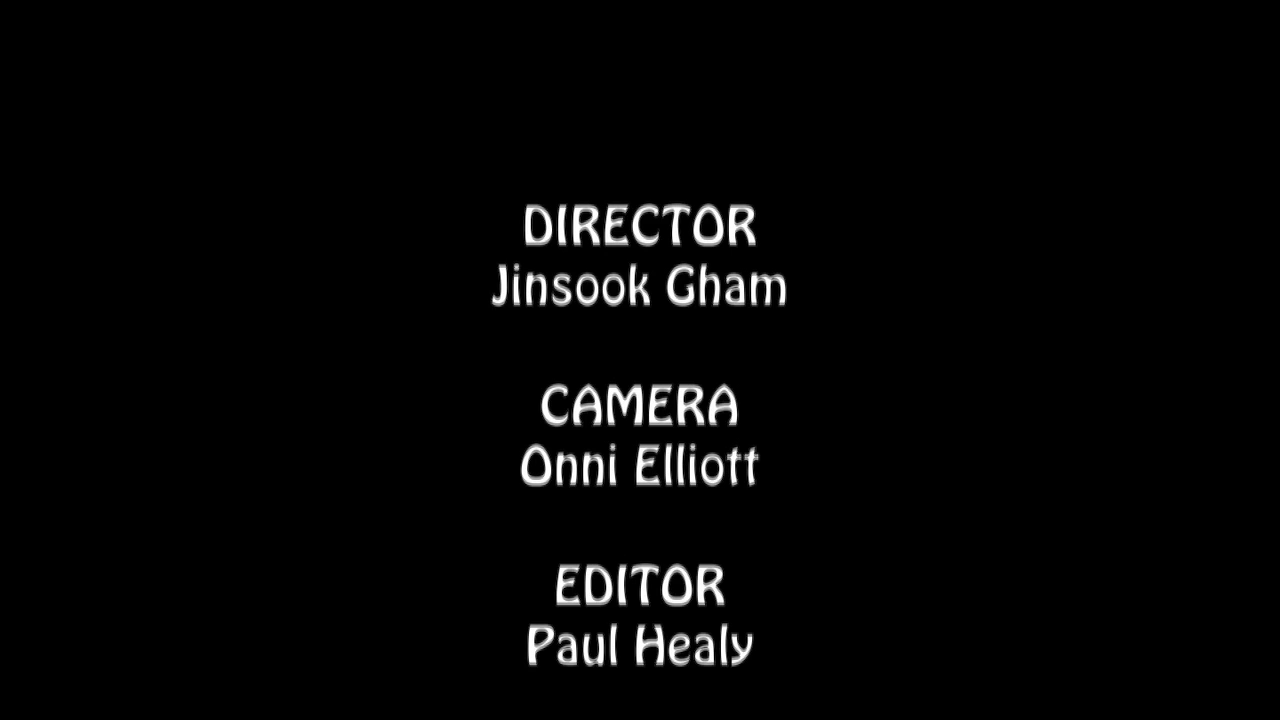 DIRECTOR
Jinsook Gham
CAMERA
Onni Elliott
EDITOR
Paul Healy